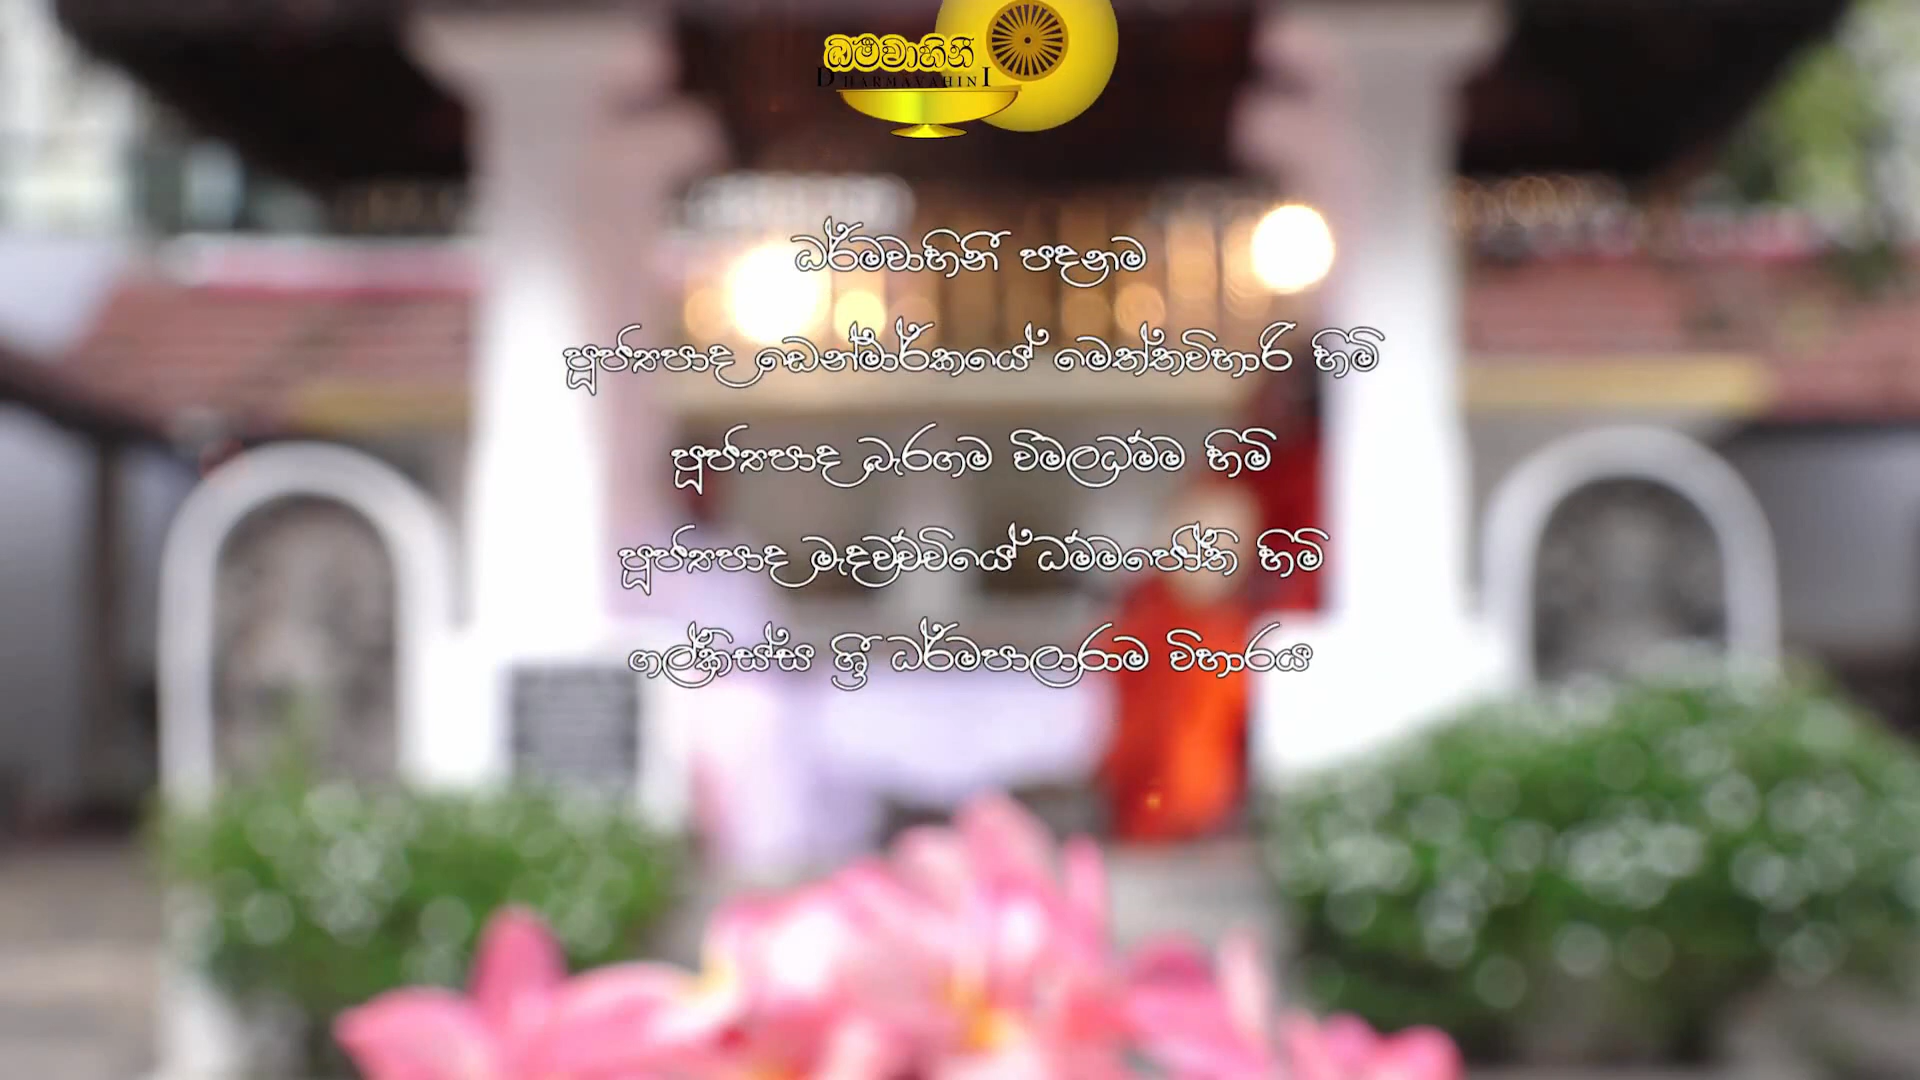 ධර්මවාහිනී
DHARMAVAHINI
ධර්මවාහිනී පදනම
පූජ්‍යපාද ඩෙන්මාර්කයේ මෙත්තවිහාරි හිමි
පූජ්‍යපාද බැරගම විමලධම්ම හිමි
පූජ්‍යපාද මැදවච්චියේ ධම්මජෝති හිමි
ගල්කිස්ස ශ්‍රී ධර්මපාලාරාම විහාරය